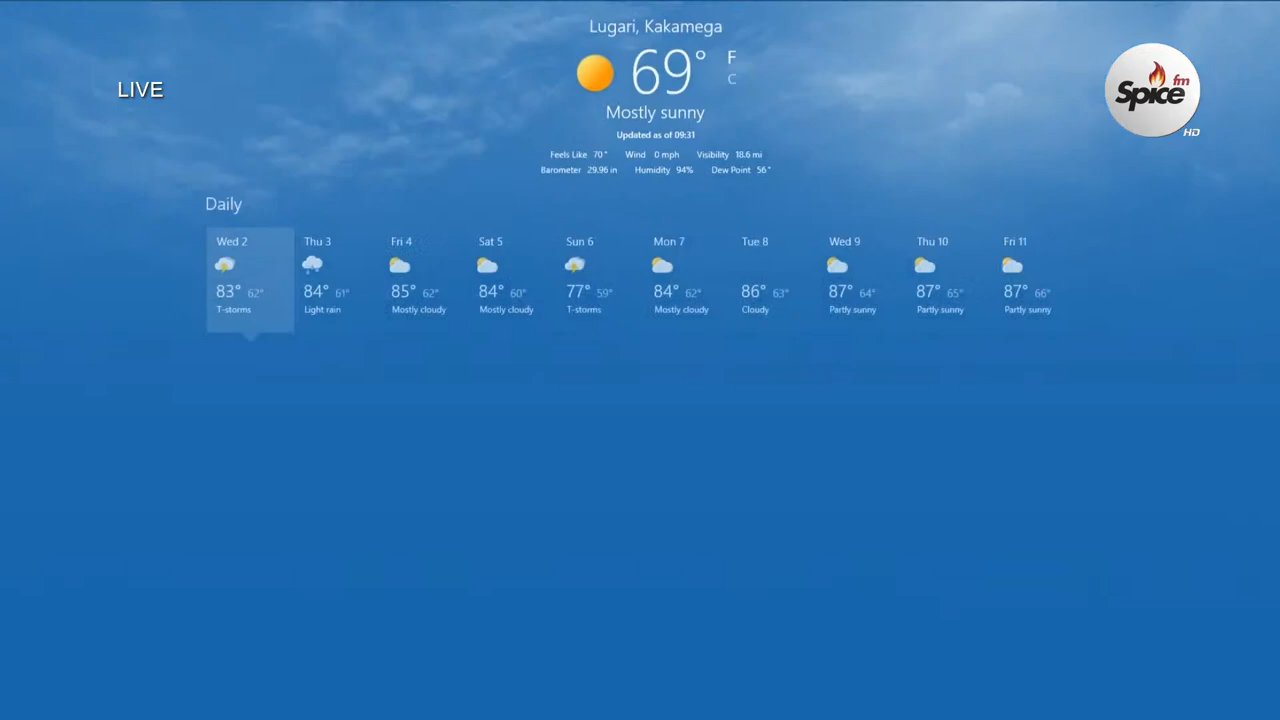 Lugari, Kakamega
69° F
C
LIVE
Spice fm
HD
Mostly sunny
Updated as of 09:31
Feels Like 70° Wind 0 mph Visibility 18.6 mi
Barometer 29.96 in Humidity 94% Dew Point 56°
Daily
Wed 2 Thu 3 Fri 4 Sat 5 Sun 6 Mon 7 Tue 8 Wed 9 Thu 10 Fri 11
83° 62° 84° 61° 85° 62° 84° 60° 77° 59° 84° 62° 86° 63° 87° 64° 87° 65° 87° 66°
T-storms Light rain Mostly cloudy Mostly cloudy T-storms Mostly cloudy Cloudy Partly sunny Partly sunny Partly sunny